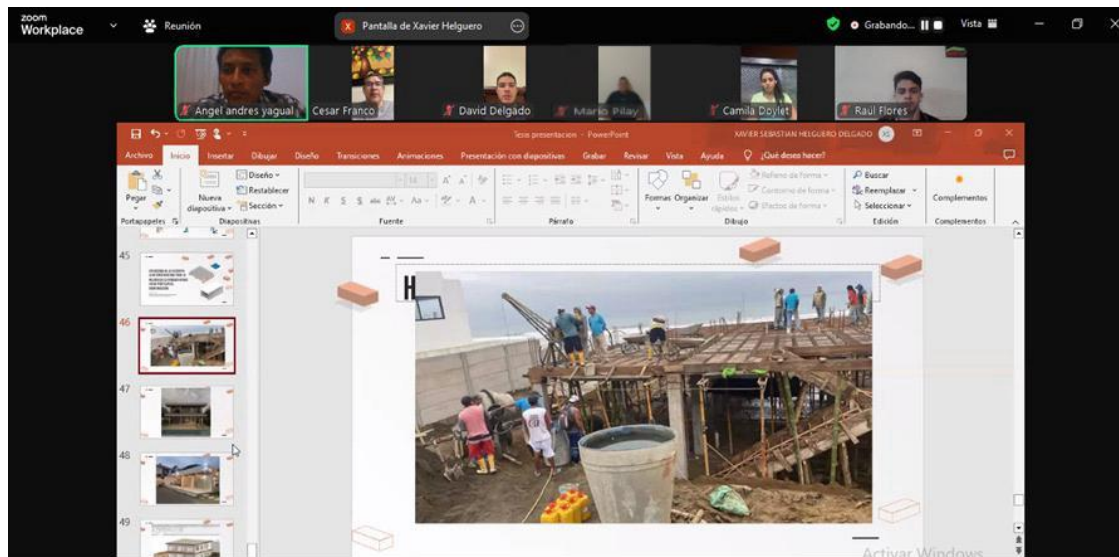 zoom
Workplace
Reunión
X Pantalla de Xavier Helguero
Grabando...
Vista
Angel andres yagual
Cesar Franco
David Delgado
Mario Pilay
Camila Doylet
Raúl Flores
Tesis presentacion - PowerPoint
XAVIER SEBASTIAN HELGUERO DELGADO
Archivo Inicio Insertar Dibujar Diseño Transiciones Animaciones Presentación con diapositivas Grabar Revisar Vista Ayuda ¿Qué desea hacer?
Pegar
Nueva
diapositiva
Diseño
Restablecer
Sección
N K S S abc AV Aa A
Formas Organizar Estilos
rápidos
Relleno de forma
Contorno de forma
Efectos de forma
Buscar
Reemplazar
Seleccionar
Complementos
Portapapeles Diapositivas Fuente Párrafo Dibujo Edición Complementos
45
46
47
48
49
H
Activar Windows